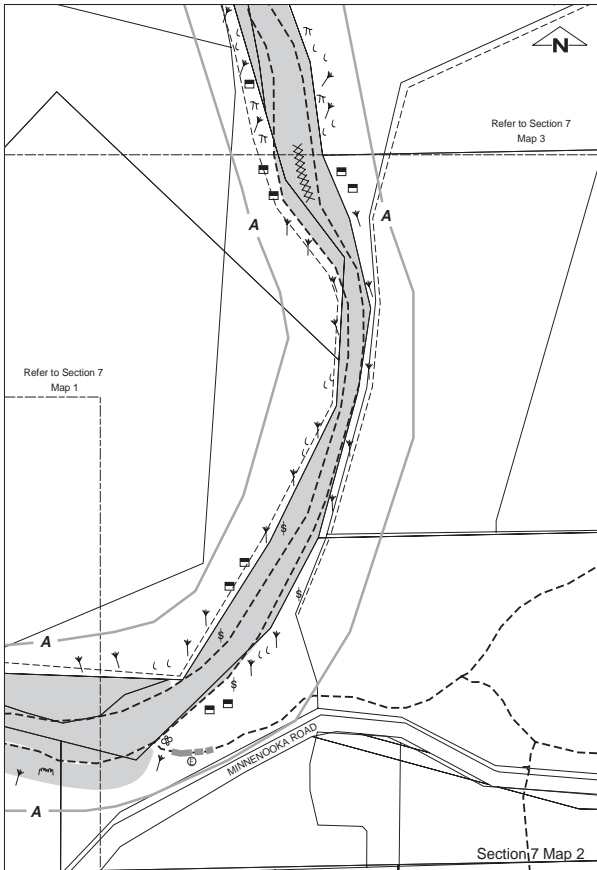 N
Refer to Section 7
Map 3
A
A
Refer to Section 7
Map 1
$
$
A
$
$
E
MINNENOOKA ROAD
A
Section 7 Map 2